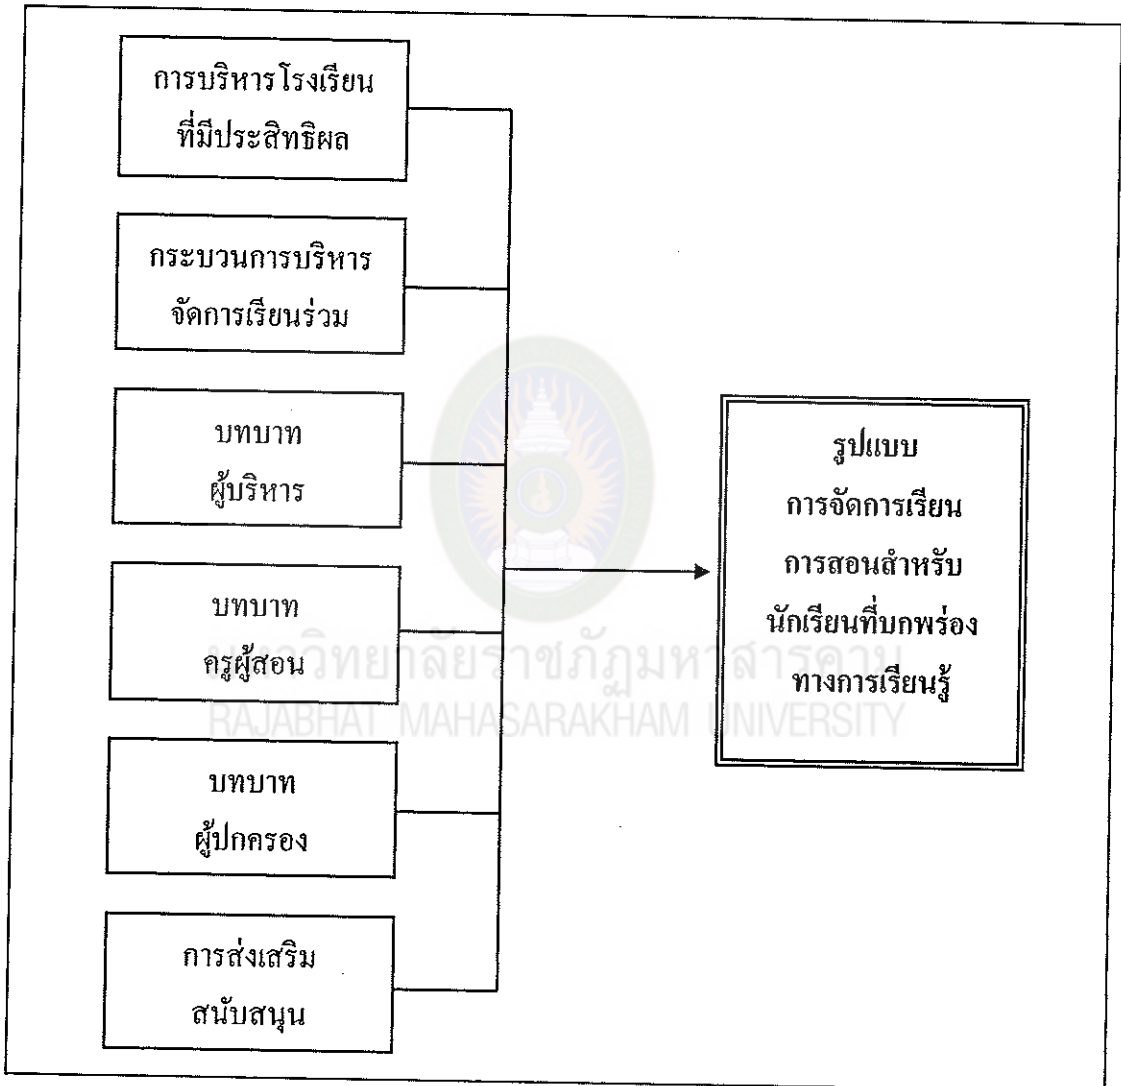 การบริหารโรงเรียน
ที่มีประสิทธิผล
กระบวนการบริหาร
จัดการเรียนร่วม
บทบาท
ผู้บริหาร
บทบาท
ครูผู้สอน
บทบาท
ผู้ปกครอง
การส่งเสริม
สนับสนุน
รูปแบบ
การจัดการเรียน
การสอนสำหรับ
นักเรียนที่บกพร่อง
ทางการเรียนรู้
มหาวิทยาลัยราชภัฏมหาสารคาม
RAJABHAT MAHASARAKHAM UNIVERSITY